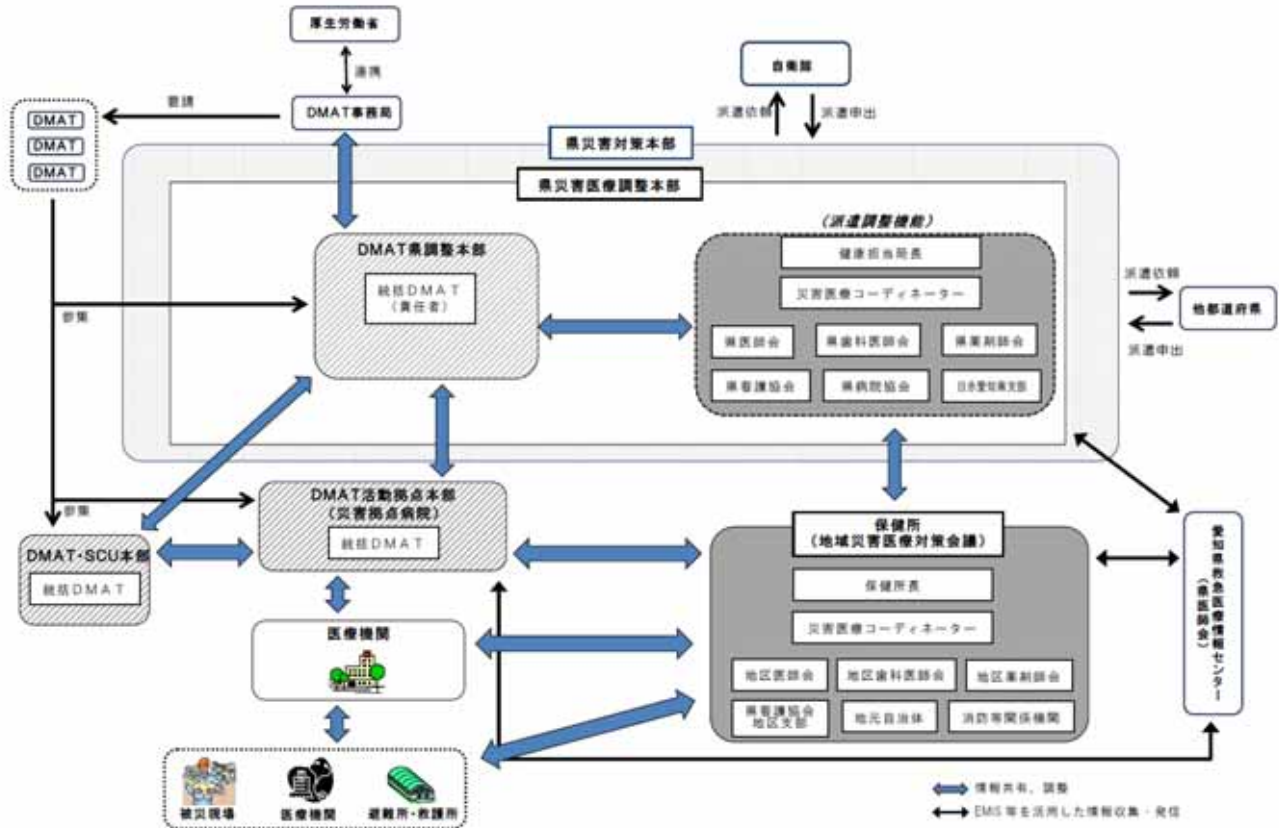 厚生労働省
連携
自衛隊
要請
DMAT事務局
派遣依頼
派遣申出
DMAT
DMAT
DMAT
県災害対策本部
県災害医療調整本部
(派遣調整機能)
DMAT県調整本部
健康担当局長
統括DMAT
(責任者)
災害医療コーディネーター
派遣依頼
他都道府県
派遣申出
参集
県医師会
県歯科医師会
県薬剤師会
県看護協会
県病院協会
日赤愛知県支部
DMAT活動拠点本部
(災害拠点病院)
統括DMAT
参集
保健所
(地域災害医療対策会議)
DMAT・SCU本部
統括DMAT
保健所長
災害医療コーディネーター
愛知県救急医療情報センター
(県医師会)
医療機関
地区医師会
地区歯科医師会
地区薬剤師会
県看護協会
地区支部
地元自治体
消防等関係機関
被災現場
医療機関
避難所・救護所
情報共有、調整
EMIS等を活用した情報収集・発信